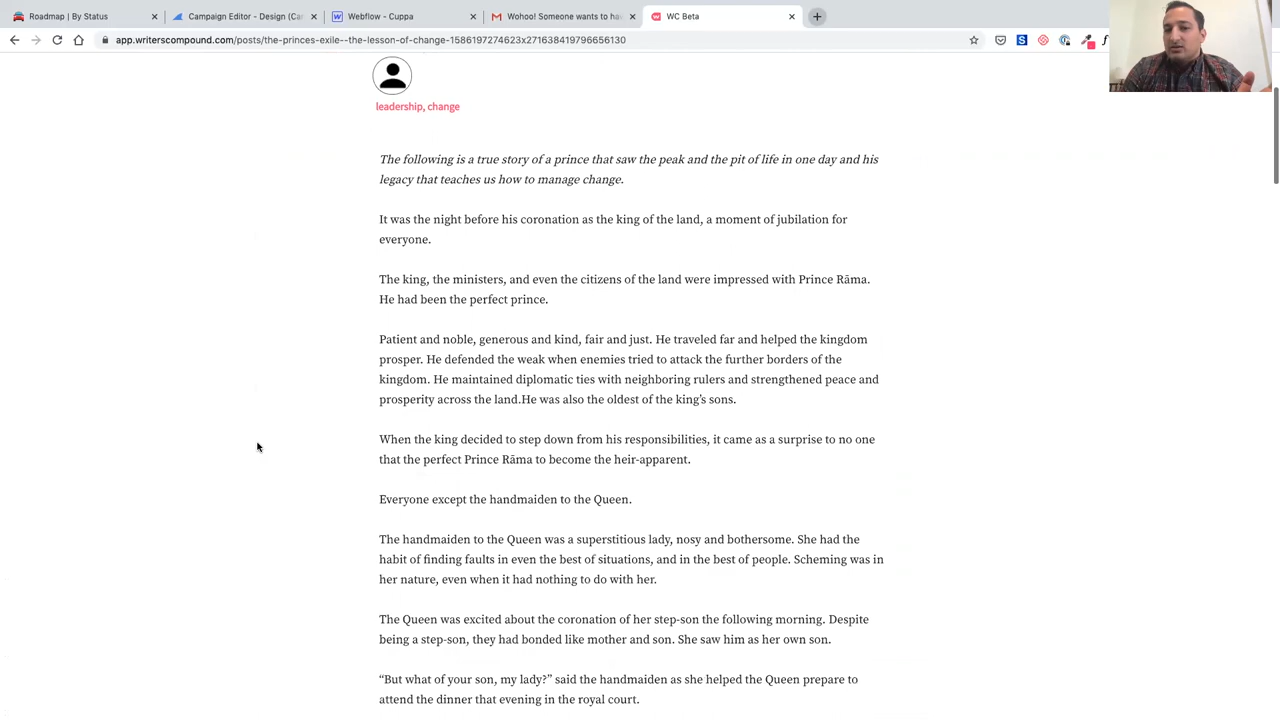 Roadmap | By Status
Campaign Editor - Design (Ca
Webflow - Cuppa
Wohoo! Someone wants to ha
WC Beta
app.writerscompound.com/posts/the-princes-exile--the-lesson-of-change-1586197274623x271638419796656130
leadership, change
The following is a true story of a prince that saw the peak and the pit of life in one day and his
legacy that teaches us how to manage change.
It was the night before his coronation as the king of the land, a moment of jubilation for
everyone.
The king, the ministers, and even the citizens of the land were impressed with Prince Rāma.
He had been the perfect prince.
Patient and noble, generous and kind, fair and just. He traveled far and helped the kingdom
prosper. He defended the weak when enemies tried to attack the further borders of the
kingdom. He maintained diplomatic ties with neighboring rulers and strengthened peace and
prosperity across the land.He was also the oldest of the king’s sons.
When the king decided to step down from his responsibilities, it came as a surprise to no one
that the perfect Prince Rāma to become the heir-apparent.
Everyone except the handmaiden to the Queen.
The handmaiden to the Queen was a superstitious lady, nosy and bothersome. She had the
habit of finding faults in even the best of situations, and in the best of people. Scheming was in
her nature, even when it had nothing to do with her.
The Queen was excited about the coronation of her step-son the following morning. Despite
being a step-son, they had bonded like mother and son. She saw him as her own son.
“But what of your son, my lady?” said the handmaiden as she helped the Queen prepare to
attend the dinner that evening in the royal court.